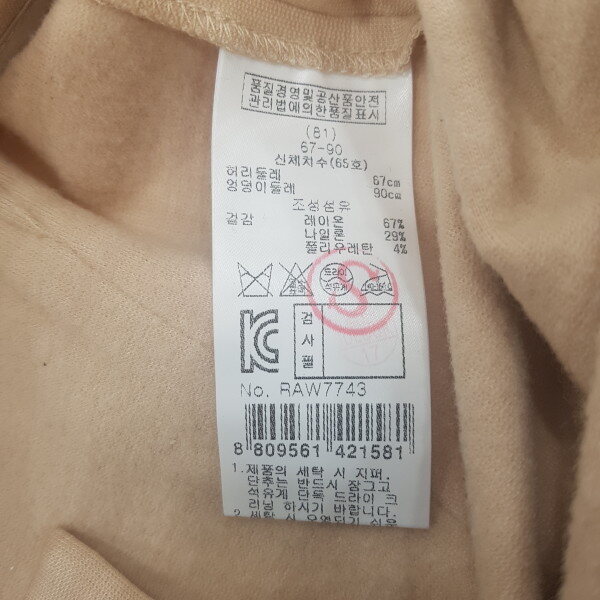 품질경영및공산품안전
관리법에의한품질표시
(81)
67-90
신체치수(65호)
허리둘레 67cm
엉덩이둘레 90cm
조성섬유
겉감 레이온 67%
나일론 29%
폴리우레탄 4%
드라이
석유계
검사필
No. RAW7743
8 809561 421581
1. 제품의 세탁 시 지퍼,
단추는 반드시 잠그고
석유계 단독 드라이 크
리닝 하시기 바랍니다.
2. 세탁 시